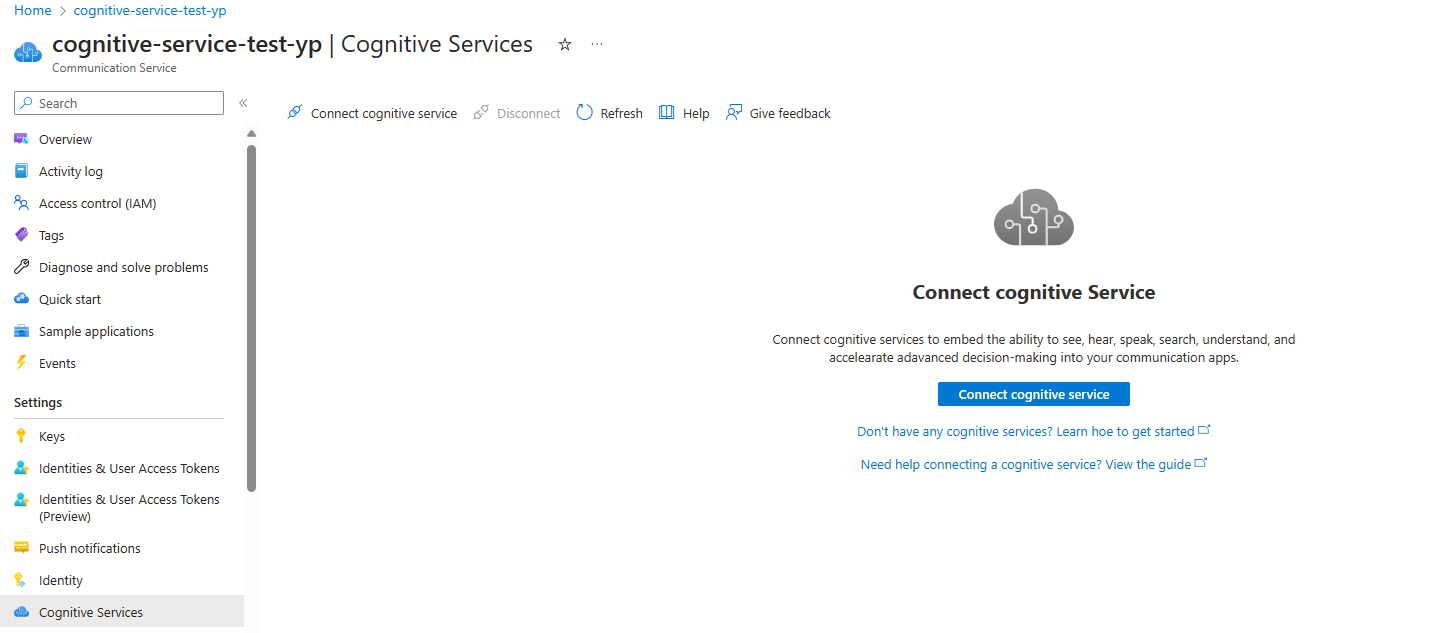 Home > cognitive-service-test-yp
cognitive-service-test-yp | Cognitive Services
Communication Service
Search
Connect cognitive service Disconnect Refresh Help Give feedback
Overview
Activity log
Access control (IAM)
Tags
Diagnose and solve problems
Quick start
Sample applications
Events
Settings
Keys
Identities & User Access Tokens
Identities & User Access Tokens
(Preview)
Push notifications
Identity
Cognitive Services
Connect cognitive Service
Connect cognitive services to embed the ability to see, hear, speak, search, understand, and
accelearate adavanced decision-making into your communication apps.
Connect cognitive service
Don't have any cognitive services? Learn hoe to get started
Need help connecting a cognitive service? View the guide